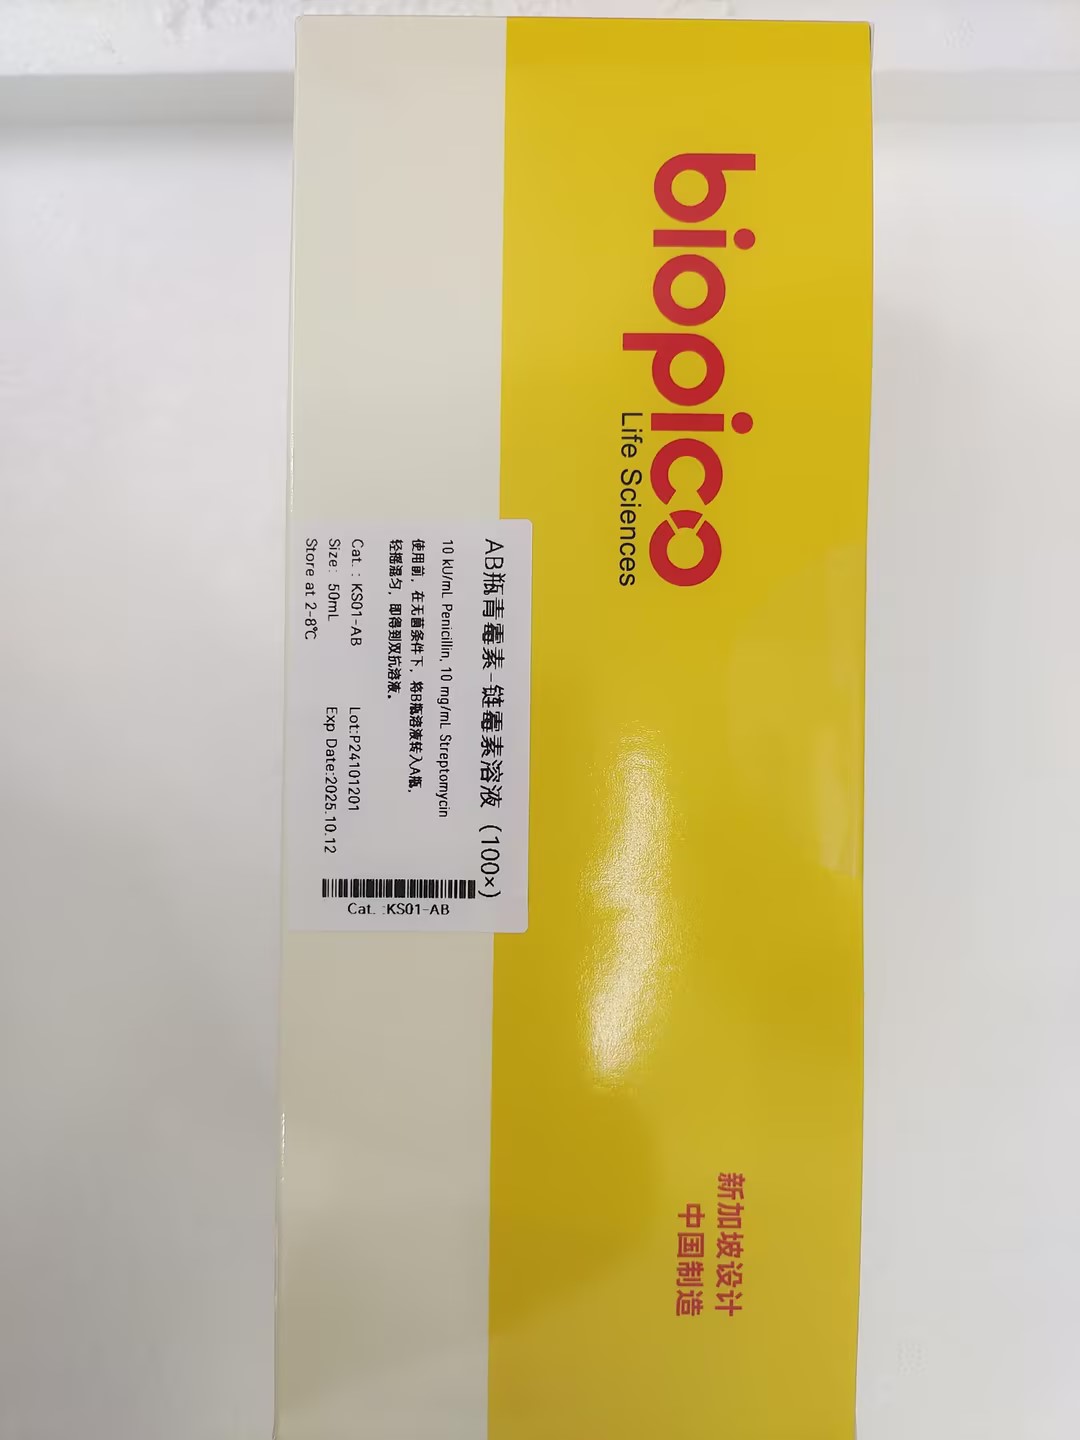 biopico
Life Sciences
AB瓶青霉素-链霉素溶液（100×）
10 kU/mL Penicillin, 10 mg/mL Streptomycin
使用前，在无菌条件下，将B瓶溶液转入A瓶，
轻摇混匀，即得到双抗溶液。
Cat.：KS01-AB Lot:P24101201
Size：50mL Exp Date:2025.10.12
Store at 2-8℃
Cat.:KS01-AB
新加坡设计
中国制造